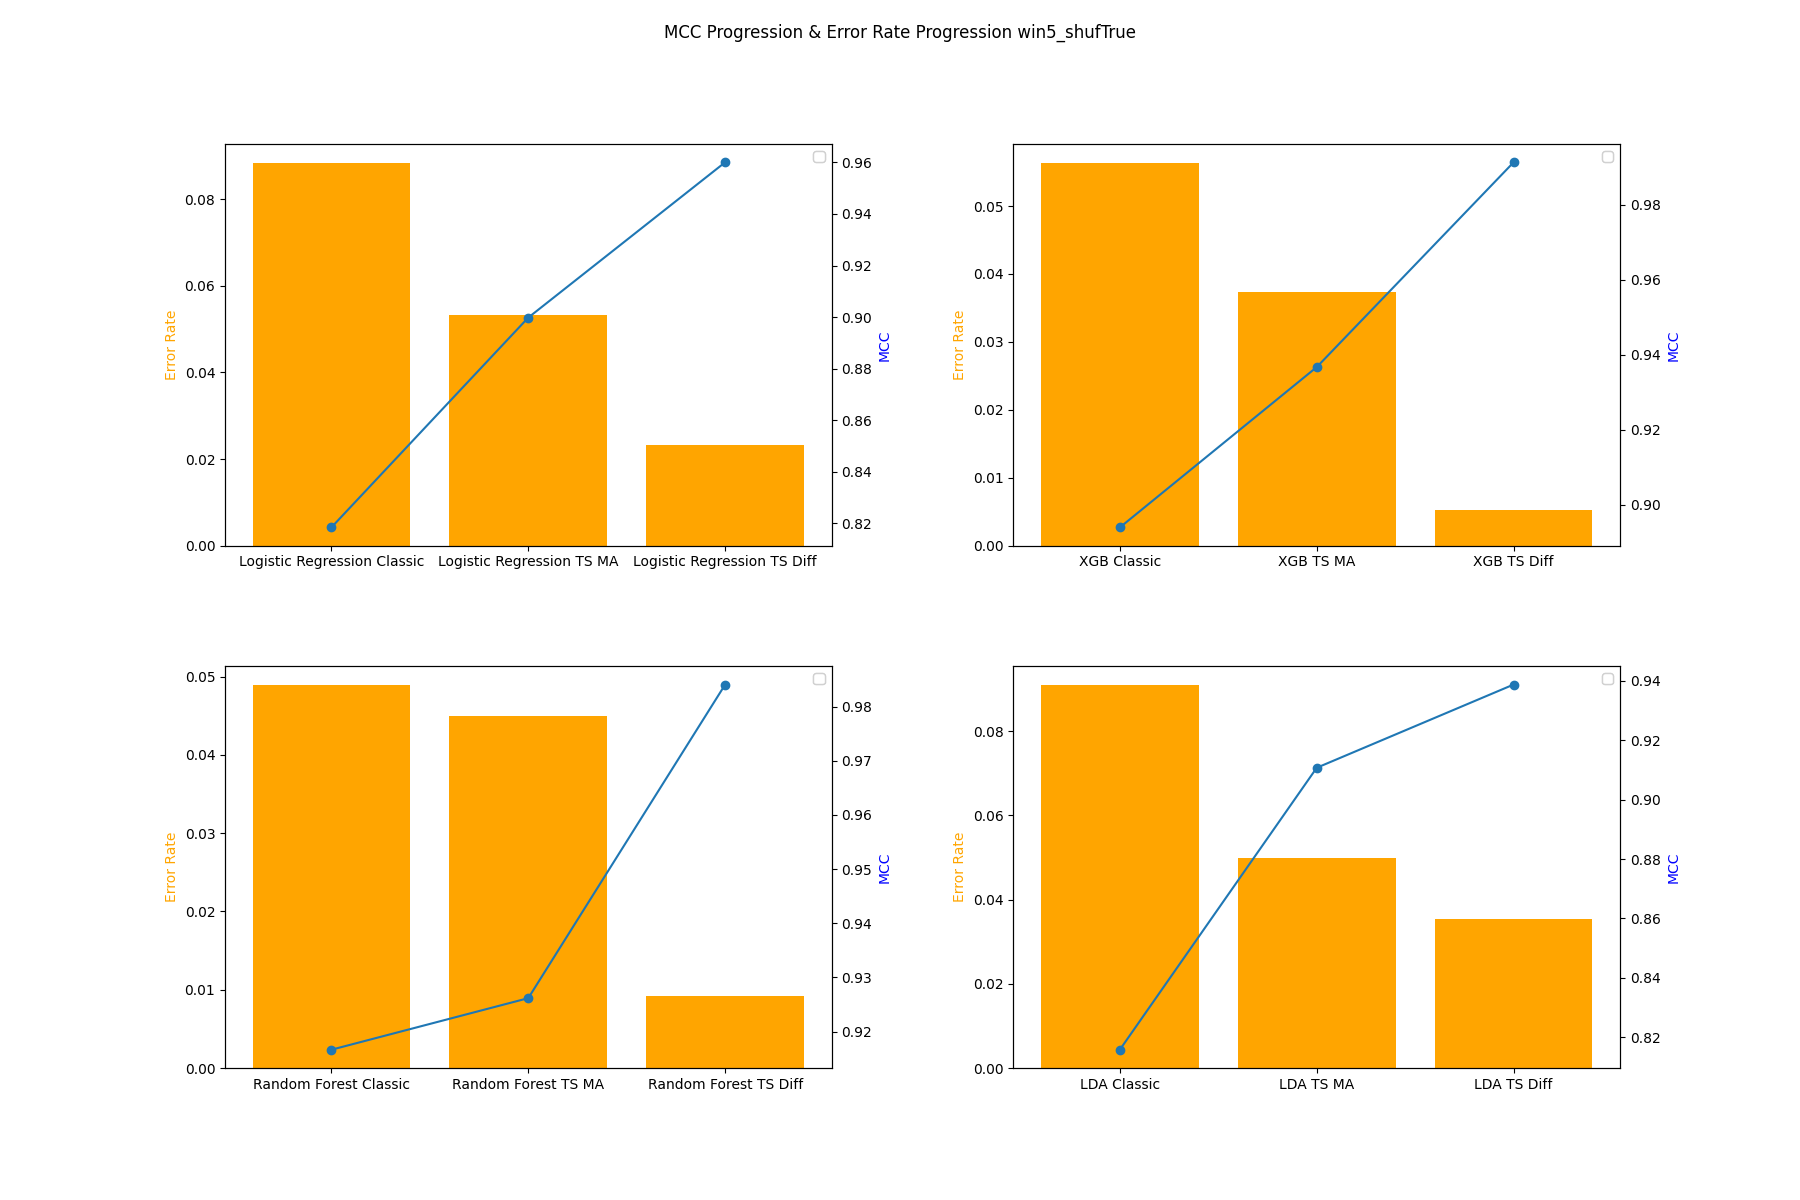 MCC Progression & Error Rate Progression win5_shufTrue
Error Rate
0.08
0.06
0.04
0.02
0.00
0.96
0.94
0.92
0.90
0.88
0.86
0.84
0.82
MCC
Logistic Regression Classic
Logistic Regression TS MA
Logistic Regression TS Diff
Error Rate
0.05
0.04
0.03
0.02
0.01
0.00
0.98
0.96
0.94
0.92
0.90
MCC
XGB Classic
XGB TS MA
XGB TS Diff
Error Rate
0.05
0.04
0.03
0.02
0.01
0.00
0.98
0.97
0.96
0.95
0.94
0.93
0.92
MCC
Random Forest Classic
Random Forest TS MA
Random Forest TS Diff
Error Rate
0.08
0.06
0.04
0.02
0.00
0.94
0.92
0.90
0.88
0.86
0.84
0.82
MCC
LDA Classic
LDA TS MA
LDA TS Diff